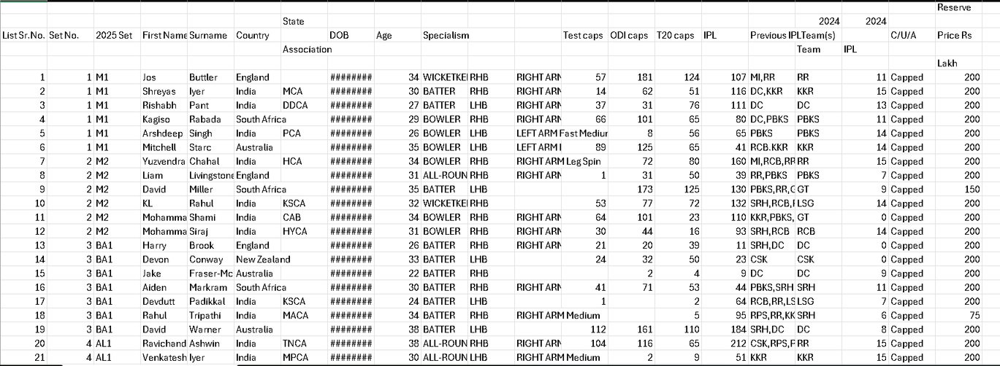 Reserve
State 2024 2024
List Sr.No. Set No. 2025 Set First Name Surname Country DOB Age Specialism Test caps ODI caps T20 caps IPL Previous IPLTeam(s) C/U/A Price Rs
Association Team IPL
Lakh
1 1 M1 Jos Buttler England ######## 34 WICKETKEI RHB RIGHT ARM 57 181 124 107 MI,RR RR 11 Capped 200
2 1 M1 Shreyas Iyer India MCA ######## 30 BATTER RHB RIGHT ARM 14 62 51 116 DC,KKR KKR 15 Capped 200
3 1 M1 Rishabh Pant India DDCA ######## 27 BATTER LHB RIGHT ARM 37 31 76 111 DC DC 13 Capped 200
4 1 M1 Kagiso Rabada South Africa ######## 29 BOWLER LHB RIGHT ARM 66 101 65 80 DC,PBKS PBKS 11 Capped 200
5 1 M1 Arshdeep Singh India PCA ######## 26 BOWLER LHB LEFT ARM Fast Medium 8 56 65 PBKS PBKS 14 Capped 200
6 1 M1 Mitchell Starc Australia ######## 34 BOWLER LHB LEFT ARM 89 125 65 41 RCB.KKR KKR 14 Capped 200
7 2 M2 Yuzvendra Chahal India HCA ######## 34 BOWLER RHB RIGHT ARM Leg Spin 72 80 160 MI,RCB,RR RR 15 Capped 200
8 2 M2 Liam Livingstone England ######## 31 ALL-ROUN RHB RIGHT ARM 1 31 50 39 RR,PBKS PBKS 7 Capped 200
9 2 M2 David Miller South Africa ######## 35 BATTER LHB 173 125 130 PBKS,RR,G GT 9 Capped 150
10 2 M2 KL Rahul India KSCA ######## 32 WICKETKEI RHB 53 77 72 132 SRH,RCB,F LSG 14 Capped 200
11 2 M2 Mohamma Shami India CAB ######## 34 BOWLER RHB RIGHT ARM 64 101 23 110 KKR,PBKS, GT 0 Capped 200
12 2 M2 Mohamma Siraj India HYCA ######## 31 BOWLER RHB RIGHT ARM 30 44 16 93 SRH,RCB RCB 14 Capped 200
13 3 BA1 Harry Brook England ######## 26 BATTER RHB RIGHT ARM 21 20 39 11 SRH,DC DC 0 Capped 200
14 3 BA1 Devon Conway New Zealand ######## 33 BATTER LHB 24 32 50 23 CSK CSK 0 Capped 200
15 3 BA1 Jake Fraser-Mc Australia ######## 22 BATTER RHB 2 4 9 DC DC 9 Capped 200
16 3 BA1 Aiden Markram South Africa ######## 30 BATTER RHB RIGHT ARM 41 71 53 44 PBKS,SRH SRH 11 Capped 200
17 3 BA1 Devdutt Padikkal India KSCA ######## 24 BATTER LHB 1 2 64 RCB,RR,LS LSG 7 Capped 200
18 3 BA1 Rahul Tripathi India MACA ######## 34 BATTER RHB RIGHT ARM Medium 5 95 RPS,RR,KK SRH 6 Capped 75
19 3 BA1 David Warner Australia ######## 38 BATTER LHB 112 161 110 184 SRH,DC DC 8 Capped 200
20 4 AL1 Ravichand Ashwin India TNCA ######## 38 ALL-ROUN RHB RIGHT ARM 104 116 65 212 CSK,RPS,F RR 15 Capped 200
21 4 AL1 Venkatesh Iyer India MPCA ######## 30 ALL-ROUN LHB RIGHT ARM Medium 2 9 51 KKR KKR 15 Capped 200